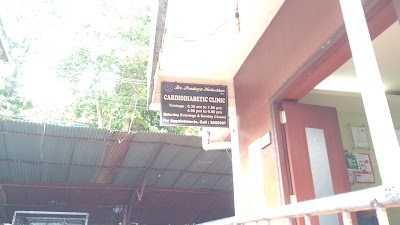 Dr.
CARDIODIABETIC CLINIC
Timings : 8.30 am to 1.00 pm
4.00 pm to 6.00 pm
Saturday Evenings & Sunday Closed
For Appointments, Call :